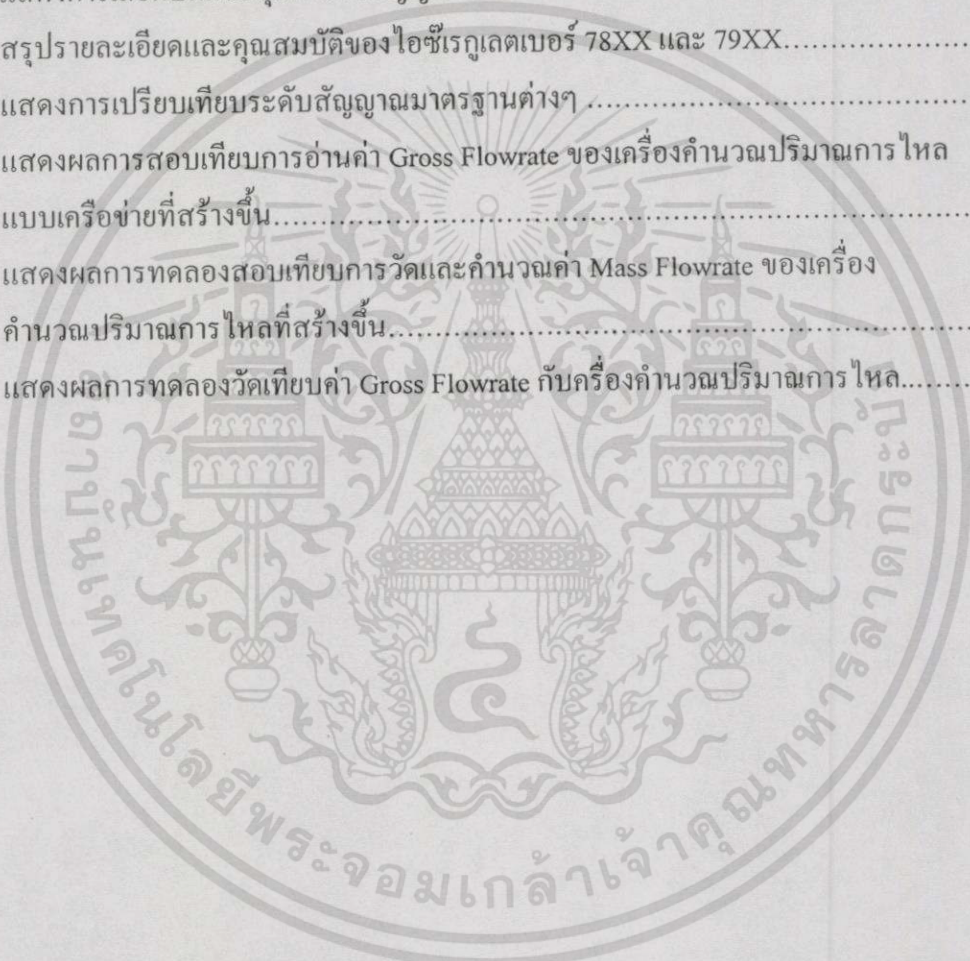 สรุปรายละเอียดและคุณสมบัติของไอซีเรกูเลตเบอร์ 78XX และ 79XX....................
แสดงการเปรียบเทียบระดับสัญญาณมาตรฐานต่างๆ ........................................
แสดงผลการสอบเทียบการอ่านค่า Gross Flowrate ของเครื่องคำนวณปริมาณการไหล
แบบเครือข่ายที่สร้างขึ้น.......................................................................
แสดงผลการทดลองสอบเทียบการวัดและคำนวณค่า Mass Flowrate ของเครื่อง
คำนวณปริมาณการไหลที่สร้างขึ้น.............................................................
แสดงผลการทดลองวัดเทียบค่า Gross Flowrate กับครื่องคำนวณปริมาณการไหล.........
สถาบันเทคโนโลยีพระจอมเกล้าเจ้าคุณทหารลาดกระบัง